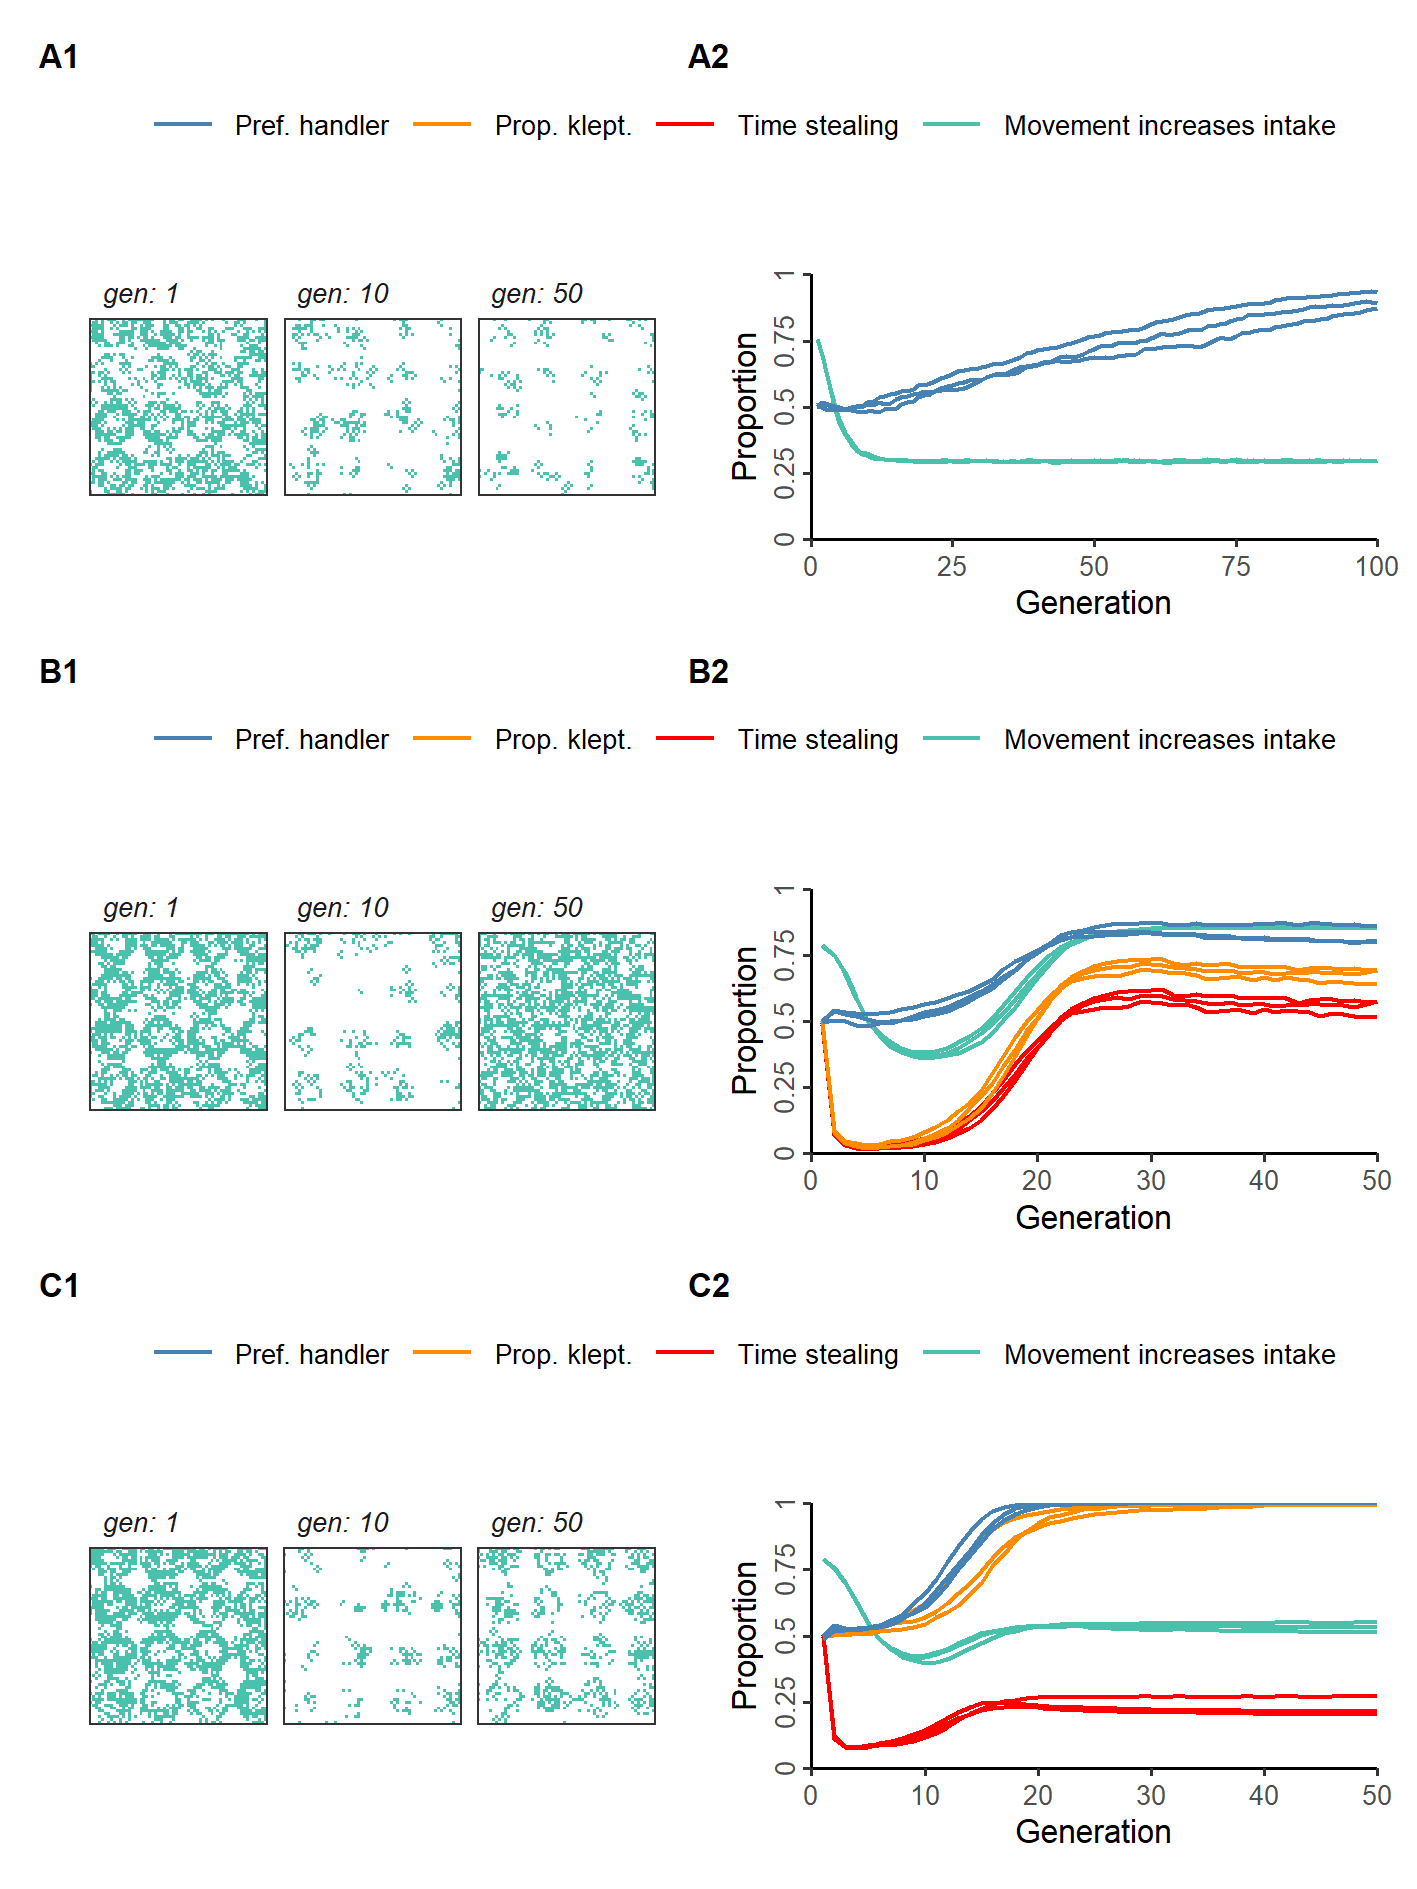 A1
A2
Pref. handler Prop. klept. Time stealing Movement increases intake
gen: 1 gen: 10 gen: 50
Proportion
0 0.25 0.5 0.75 1
0 25 50 75 100
Generation
B1
B2
Pref. handler Prop. klept. Time stealing Movement increases intake
gen: 1 gen: 10 gen: 50
Proportion
0 0.25 0.5 0.75 1
0 10 20 30 40 50
Generation
C1
C2
Pref. handler Prop. klept. Time stealing Movement increases intake
gen: 1 gen: 10 gen: 50
Proportion
0 0.25 0.5 0.75 1
0 10 20 30 40 50
Generation